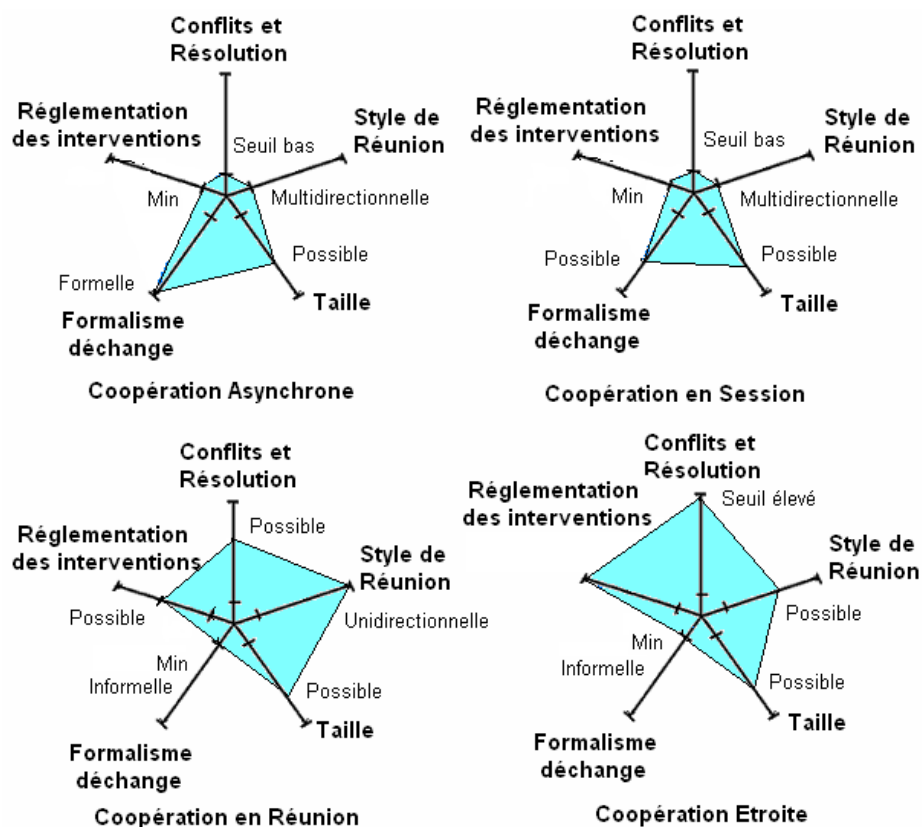 Conflits et
Résolution
Réglementation
des interventions
Style de
Réunion
Seuil bas
Min
Multidirectionnelle
Possible
Formelle
Taille
Formalisme
déchange
Coopération Asynchrone
Conflits et
Résolution
Réglementation
des interventions
Style de
Réunion
Seuil bas
Min
Multidirectionnelle
Possible
Possible
Taille
Formalisme
déchange
Coopération en Session
Conflits et
Résolution
Réglementation
des interventions
Possible
Style de
Réunion
Possible
Unidirectionnelle
Min
Informelle
Possible
Taille
Formalisme
déchange
Coopération en Réunion
Conflits et
Résolution
Réglementation
des interventions
Seuil élevé
Style de
Réunion
Possible
Min
Informelle
Possible
Taille
Formalisme
déchange
Coopération Etroite